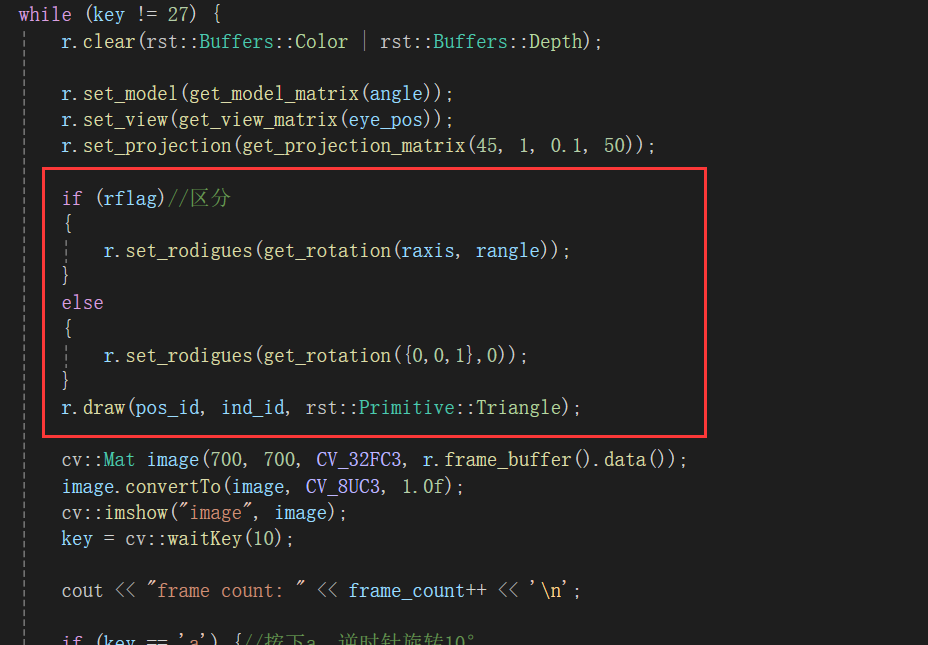 while (key != 27) {
r.clear(rst::Buffers::Color | rst::Buffers::Depth);
r.set_model(get_model_matrix(angle));
r.set_view(get_view_matrix(eye_pos));
r.set_projection(get_projection_matrix(45, 1, 0.1, 50));
if (rflag)//区分
{
r.set_rodigues(get_rotation(raxis, rangle));
}
else
{
r.set_rodigues(get_rotation({0,0,1},0));
}
r.draw(pos_id, ind_id, rst::Primitive::Triangle);
cv::Mat image(700, 700, CV_32FC3, r.frame_buffer().data());
image.convertTo(image, CV_8UC3, 1.0f);
cv::imshow("image", image);
key = cv::waitKey(10);
cout << "frame count: " << frame_count++ << '\n';
if (key == 'a') {//按下a，逆时针旋转10°